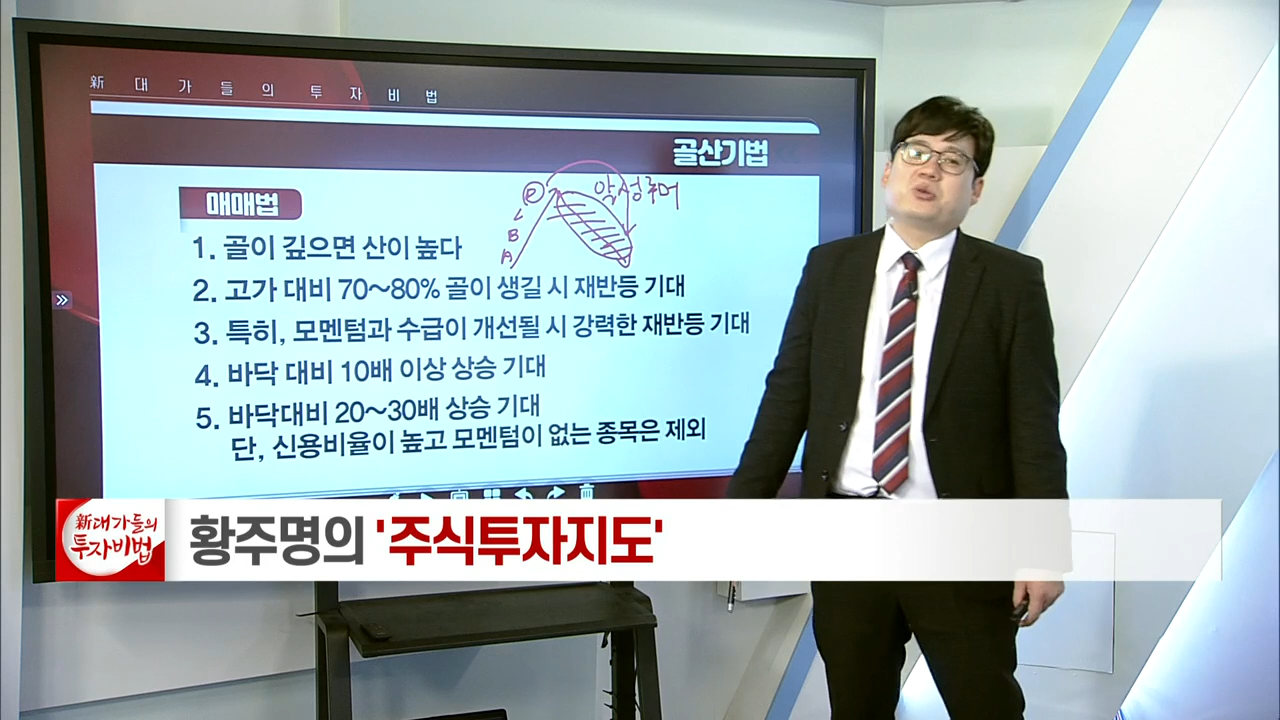 新 대 가 들 의 투 자 비 법
골산기법
매매법
악성루머
B
A
1. 골이 깊으면 산이 높다
2. 고가 대비 70~80% 골이 생길 시 재반등 기대
3. 특히, 모멘텀과 수급이 개선될 시 강력한 재반등 기대
4. 바닥 대비 10배 이상 상승 기대
5. 바닥대비 20~30배 상승 기대
단, 신용비율이 높고 모멘텀이 없는 종목은 제외
新대가들의
투자비법
황주명의 '주식투자지도'